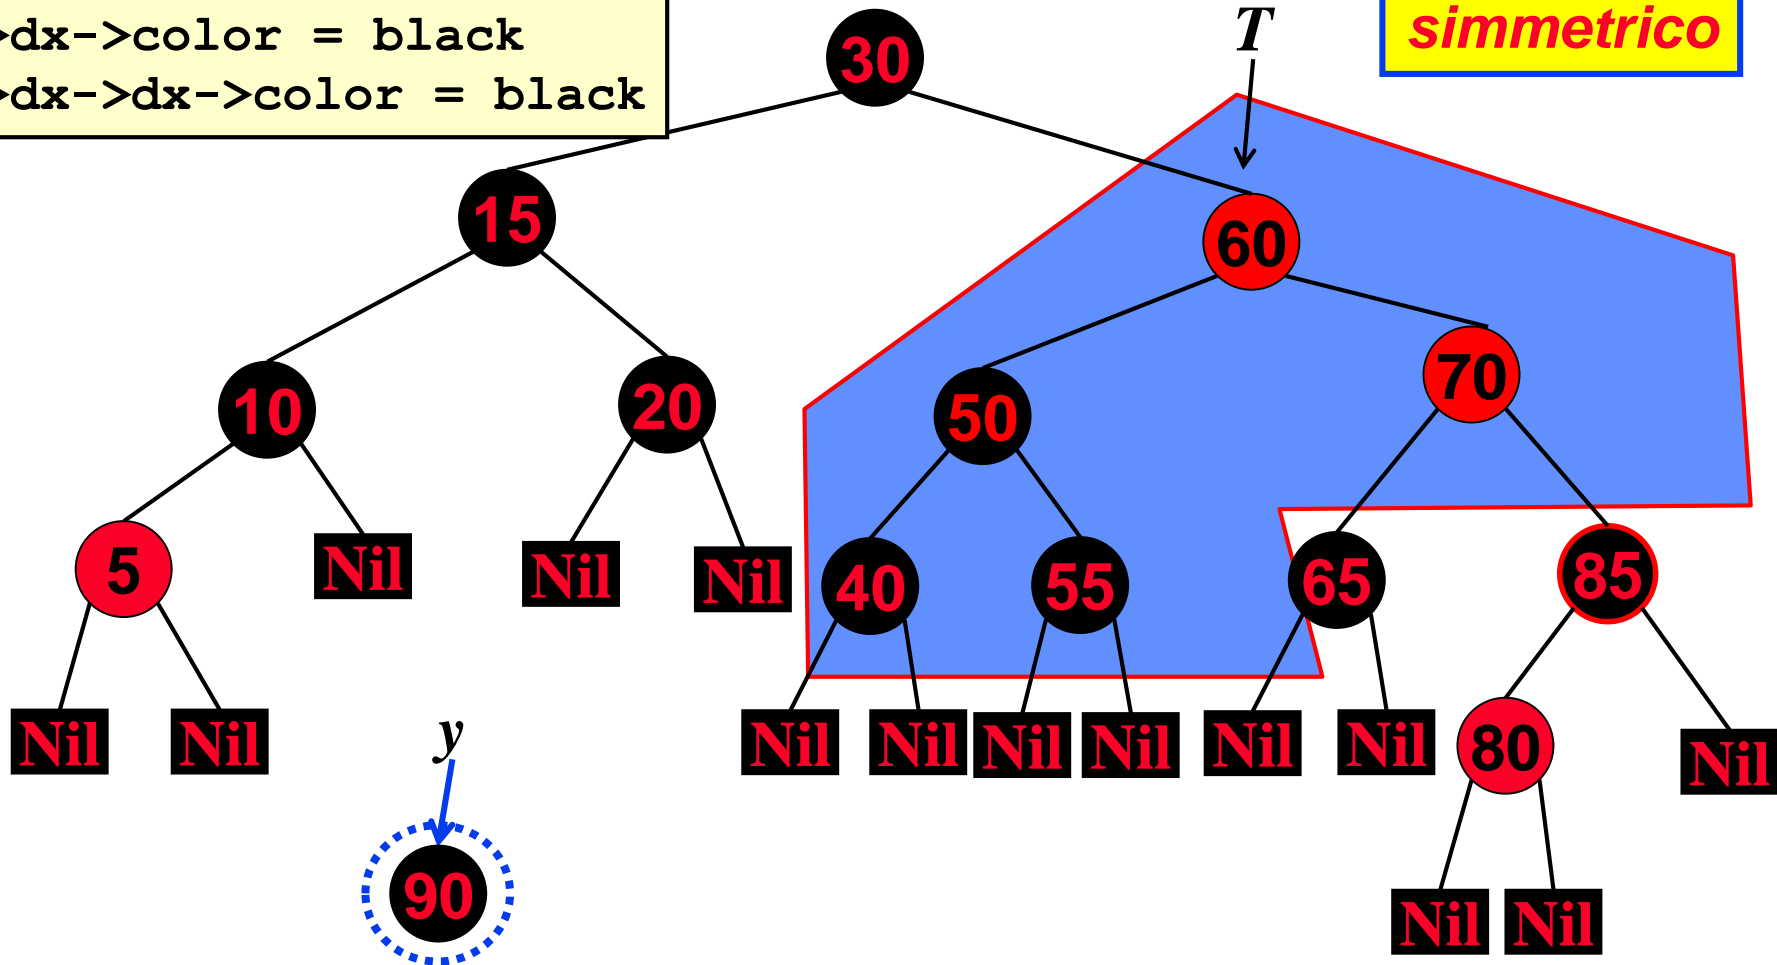 >dx->color = black
>dx->dx->color = black
simmetrico
T
30
15
60
10
20
50
70
5
Nil
Nil
Nil
40
55
65
85
Nil
Nil
Nil
Nil
Nil
Nil
Nil
Nil
80
Nil
y
90
Nil
Nil